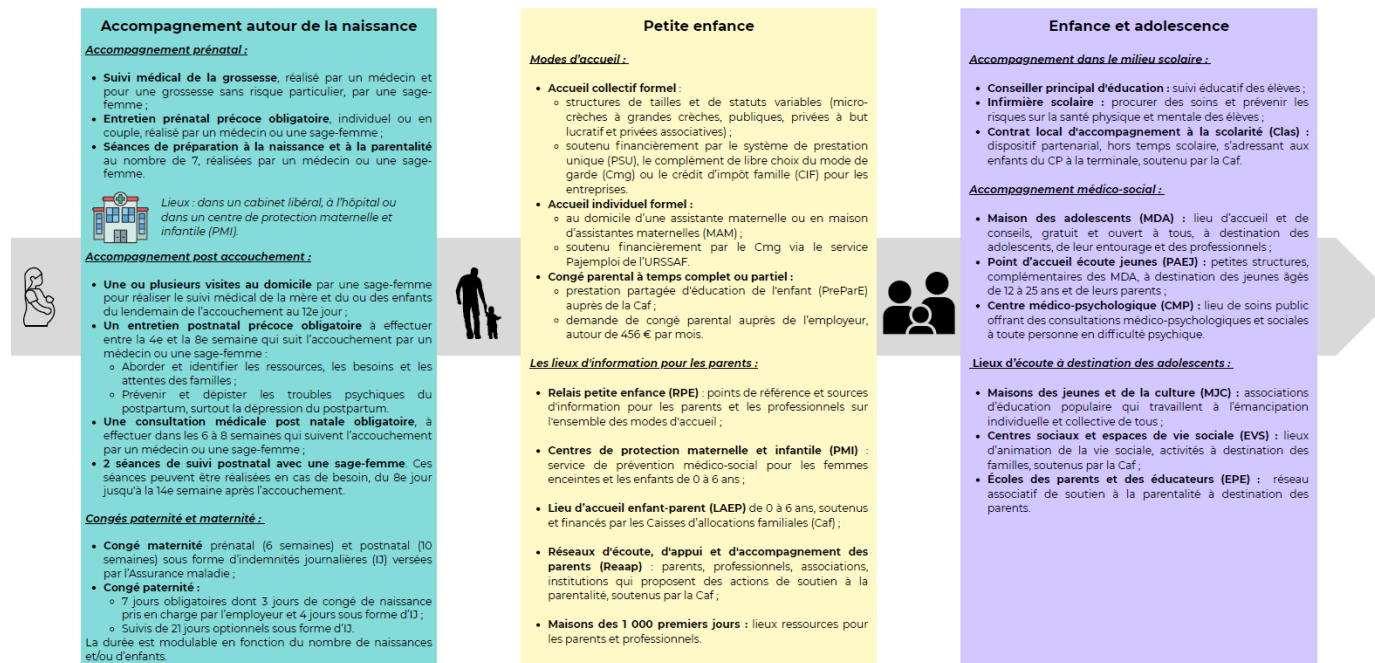 Accompagnement autour de la naissance
Accompagnement prénatal :
• Suivi médical de la grossesse, réalisé par un médecin et
pour une grossesse sans risque particulier, par une sage-
femme ;
• Entretien prénatal précoce obligatoire, individuel ou en
couple, réalisé par un médecin ou une sage-femme ;
• Séances de préparation à la naissance et à la parentalité
au nombre de 7, réalisées par un médecin ou une sage-
femme.
Lieux : dans un cabinet libéral, à l'hôpital ou
dans un centre de protection maternelle et
infantile (PMI).
Accompagnement post accouchement :
• Une ou plusieurs visites au domicile par une sage-femme
pour réaliser le suivi médical de la mère et du ou des enfants
du lendemain de l'accouchement au 12e jour ;
• Un entretien postnatal précoce obligatoire à effectuer
entre la 4e et la 8e semaine qui suit l'accouchement par un
médecin ou une sage-femme :
◦ Aborder et identifier les ressources, les besoins et les
attentes des familles ;
◦ Prévenir et dépister les troubles psychiques du
postpartum, surtout la dépression du postpartum.
• Une consultation médicale post natale obligatoire, à
effectuer dans les 6 à 8 semaines qui suivent l'accouchement
par un médecin ou une sage-femme ;
• 2 séances de suivi postnatal avec une sage-femme. Ces
séances peuvent être réalisées en cas de besoin, du 8e jour
jusqu'à la 14e semaine après l'accouchement.
Congés paternité et maternité :
• Congé maternité prénatal (6 semaines) et postnatal (10
semaines) sous forme d'indemnités journalières (IJ) versées
par l'Assurance maladie ;
• Congé paternité :
◦ 7 jours obligatoires dont 3 jours de congé de naissance
pris en charge par l'employeur et 4 jours sous forme d'IJ ;
◦ Suivis de 21 jours optionnels sous forme d'IJ.
La durée est modulable en fonction du nombre de naissances
et/ou d'enfants.
Petite enfance
Modes d'accueil :
• Accueil collectif formel :
◦ structures de tailles et de statuts variables (micro-
crèches à grandes crèches, publiques, privées à but
lucratif et privées associatives) ;
◦ soutenu financièrement par le système de prestation
unique (PSU), le complément de libre choix du mode de
garde (Cmg) ou le crédit d'impôt famille (CIF) pour les
entreprises.
• Accueil individuel formel :
◦ au domicile d'une assistante maternelle ou en maison
d'assistantes maternelles (MAM) ;
◦ soutenu financièrement par le Cmg via le service
Pajemploi de l'URSSAF.
• Congé parental à temps complet ou partiel :
◦ prestation partagée d'éducation de l'enfant (PreParE)
auprès de la Caf ;
◦ demande de congé parental auprès de l'employeur,
autour de 456 € par mois.
Les lieux d'information pour les parents :
• Relais petite enfance (RPE) : points de référence et sources
d'information pour les parents et les professionnels sur
l'ensemble des modes d'accueil ;
• Centres de protection maternelle et infantile (PMI) :
service de prévention médico-social pour les femmes
enceintes et les enfants de 0 à 6 ans ;
• Lieu d'accueil enfant-parent (LAEP) de 0 à 6 ans, soutenus
et financés par les Caisses d'allocations familiales (Caf) ;
• Réseaux d'écoute, d'appui et d'accompagnement des
parents (Reaap) : parents, professionnels, associations,
institutions qui proposent des actions de soutien à la
parentalité, soutenus par la Caf ;
• Maisons des 1 000 premiers jours : lieux ressources pour
les parents et professionnels.
Enfance et adolescence
Accompagnement dans le milieu scolaire :
• Conseiller principal d'éducation : suivi éducatif des élèves ;
• Infirmière scolaire : procurer des soins et prévenir les
risques sur la santé physique et mentale des élèves ;
• Contrat local d'accompagnement à la scolarité (Clas) :
dispositif partenarial, hors temps scolaire, s'adressant aux
enfants du CP à la terminale, soutenu par la Caf.
Accompagnement médico-social :
• Maison des adolescents (MDA) : lieu d'accueil et de
conseils, gratuit et ouvert à tous, à destination des
adolescents, de leur entourage et des professionnels ;
• Point d'accueil écoute jeunes (PAEJ) : petites structures,
complémentaires des MDA, à destination des jeunes âgés
de 12 à 25 ans et de leurs parents ;
• Centre médico-psychologique (CMP) : lieu de soins public
offrant des consultations médico-psychologiques et sociales
à toute personne en difficulté psychique.
Lieux d'écoute à destination des adolescents :
• Maisons des jeunes et de la culture (MJC) : associations
d'éducation populaire qui travaillent à l'émancipation
individuelle et collective de tous ;
• Centres sociaux et espaces de vie sociale (EVS) : lieux
d'animation de la vie sociale, activités à destination des
familles, soutenus par la Caf ;
• Écoles des parents et des éducateurs (EPE) : réseau
associatif de soutien à la parentalité à destination des
parents.